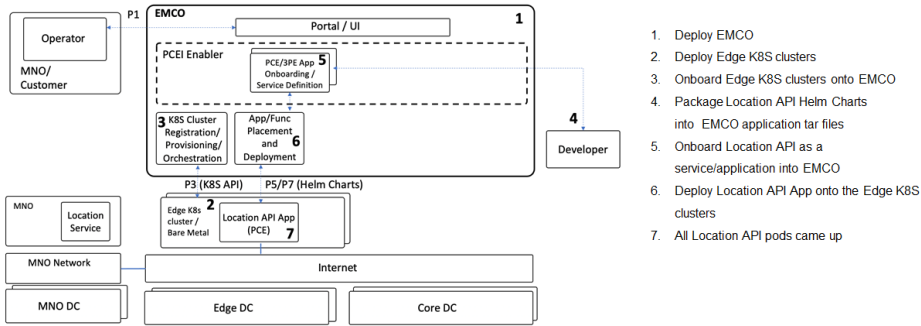 P1
EMCO
1
Operator
MNO/
Customer
Portal / UI
PCEI Enabler
PCE/3PE App
Onboarding /
Service Definition
5
3
K8S Cluster
Registration/
Provisioning/
Orchestration
App/Func
Placement
and
Deployment
6
4
Developer
P3 (K8S API)
P5/P7 (Helm Charts)
MNO
Location
Service
Edge K8s
cluster /
Bare Metal
2
Location API App
(PCE)
7
MNO Network
Internet
MNO DC
Edge DC
Core DC
1. Deploy EMCO
2. Deploy Edge K8S clusters
3. Onboard Edge K8S clusters onto EMCO
4. Package Location API Helm Charts
into EMCO application tar files
5. Onboard Location API as a
service/application into EMCO
6. Deploy Location API App onto the Edge K8S
clusters
7. All Location API pods came up